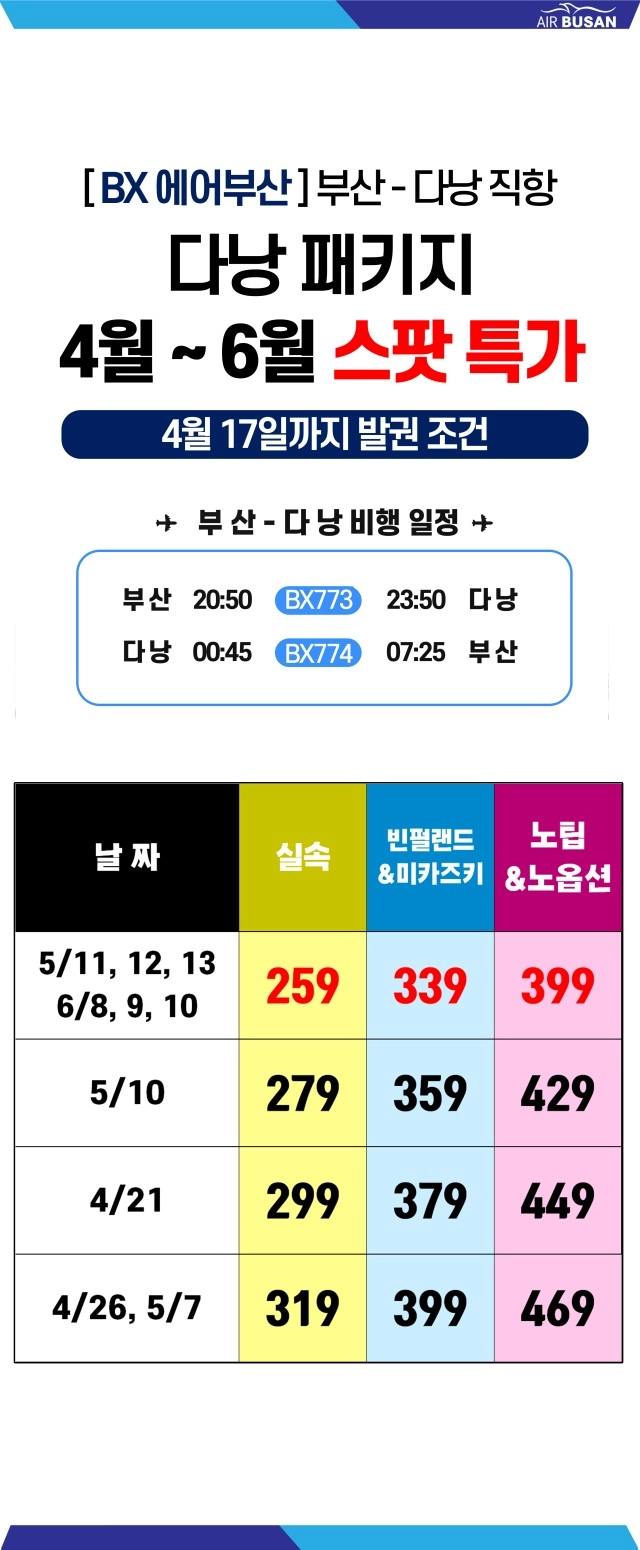 AIR BUSAN
[ BX 에어부산 ] 부산 - 다낭 직항
다낭 패키지
4월 ~ 6월 스팟 특가
4월 17일까지 발권 조건
부 산 - 다 낭 비행 일정
부산 20:50 BX773 23:50 다낭
다낭 00:45 BX774 07:25 부산
날 짜 실속 빈펄랜드 &미카즈키 노팁 &노옵션
5/11, 12, 13
6/8, 9, 10
259 339 399
5/10 279 359 429
4/21 299 379 449
4/26, 5/7 319 399 469